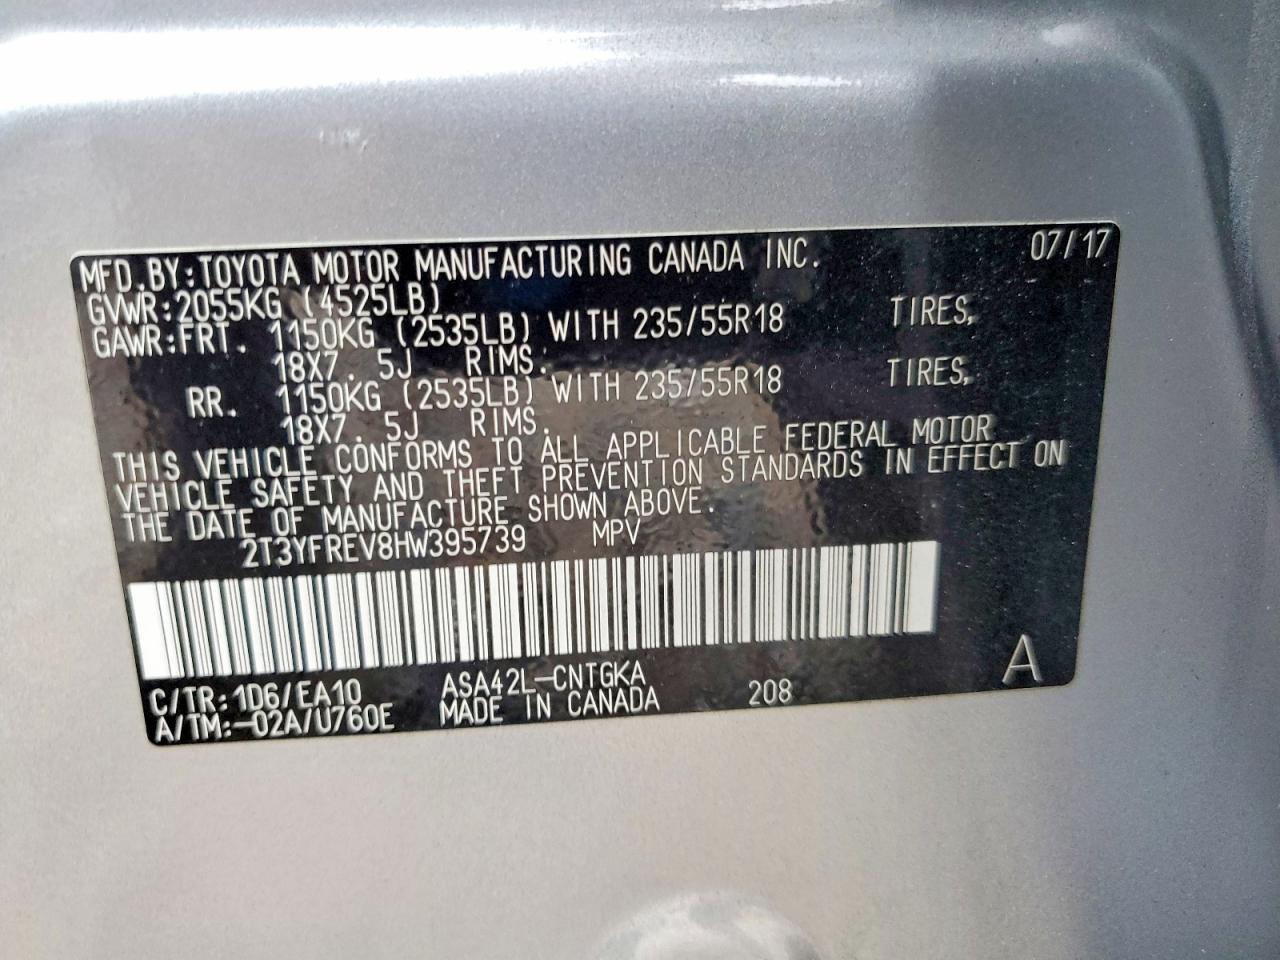 MFD.BY:TOYOTA MOTOR MANUFACTURING CANADA INC. 07/17
GVWR:2055KG (4525LB)
GAWR:FRT. 1150KG (2535LB) WITH 235/55R18 TIRES,
18X7.5J RIMS.
RR. 1150KG (2535LB) WITH 235/55R18 TIRES,
18X7.5J RIMS.
THIS VEHICLE CONFORMS TO ALL APPLICABLE FEDERAL MOTOR
VEHICLE SAFETY AND THEFT PREVENTION STANDARDS IN EFFECT ON
THE DATE OF MANUFACTURE SHOWN ABOVE.
2T3YFREV8HW395739 MPV
C/TR:1D6/EA10 ASA42L-CNTGKA 208 A
A/TM:-02A/U760E MADE IN CANADA